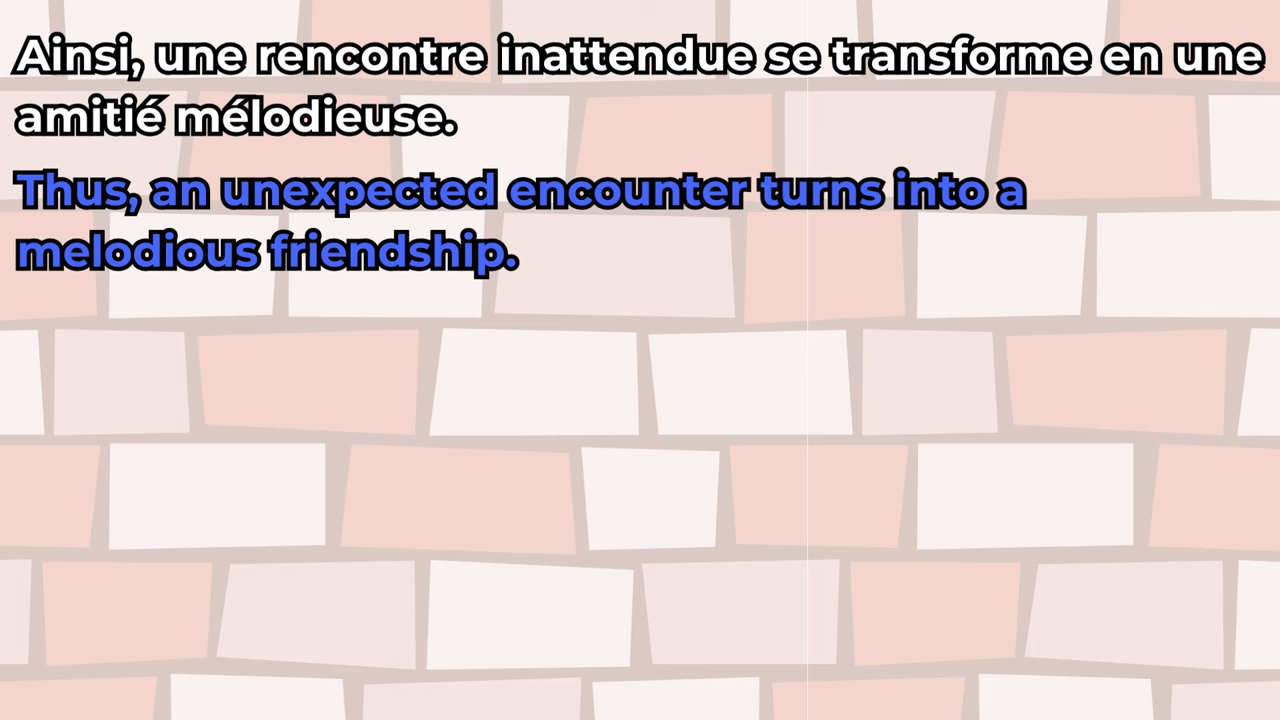 Ainsi, une rencontre inattendue se transforme en une
amitié mélodieuse.
Thus, an unexpected encounter turns into a
melodious friendship.